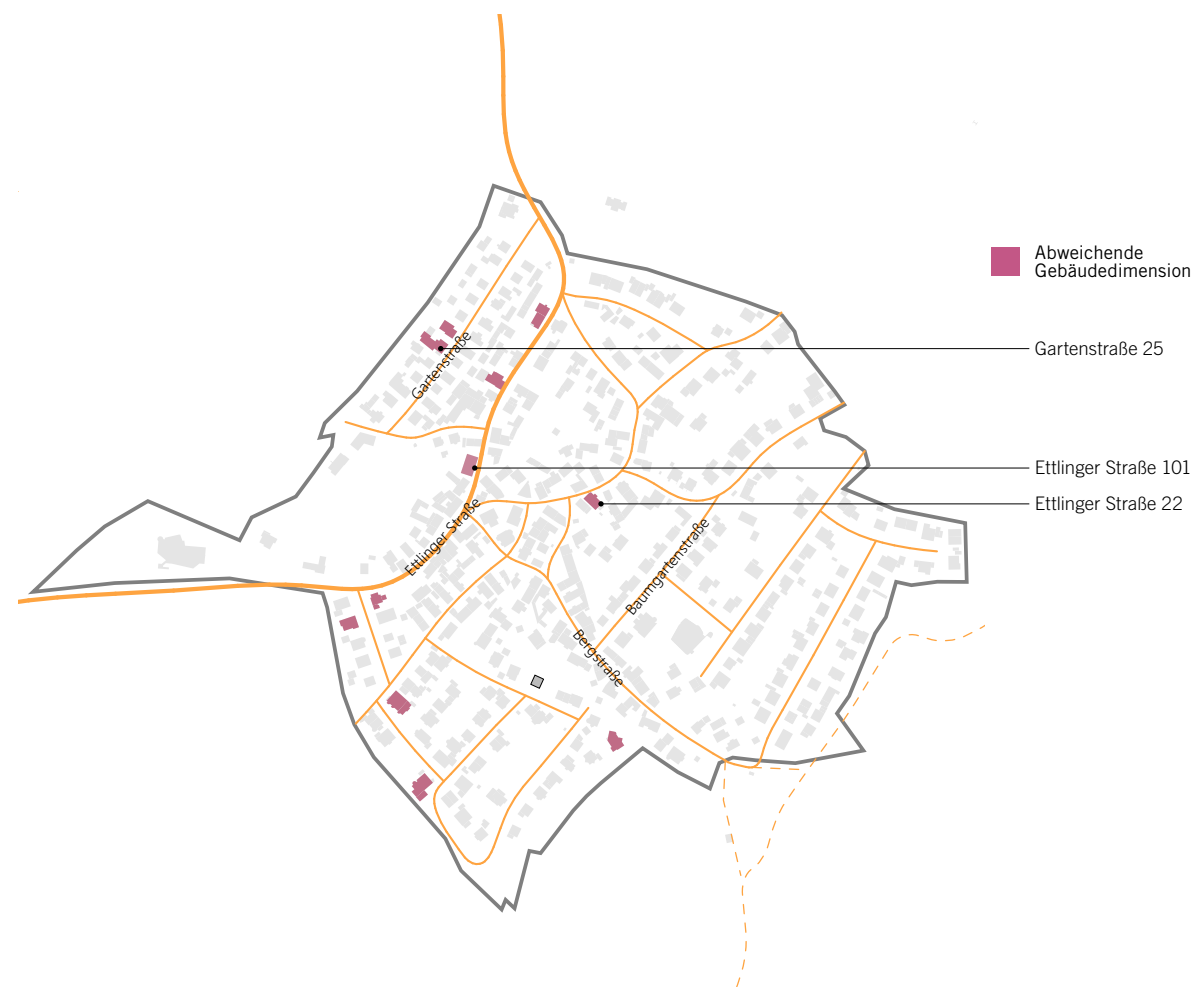 Abweichende
Gebäudedimension
Gartenstraße 25
Gartenstraße
Ettlinger Straße 101
Ettlinger Straße 22
Ettlinger Straße
Baumgartenstraße
Bergstraße